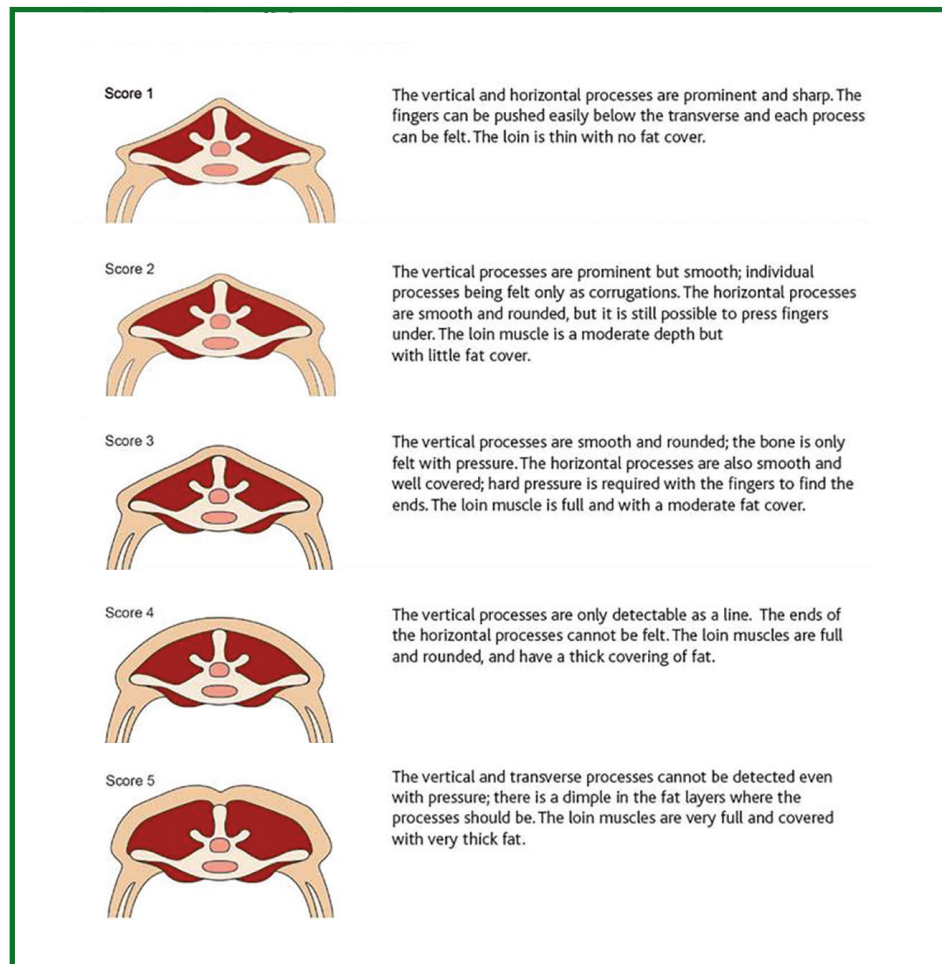 Score 1
The vertical and horizontal processes are prominent and sharp. The
fingers can be pushed easily below the transverse and each process
can be felt. The loin is thin with no fat cover.
Score 2
The vertical processes are prominent but smooth; individual
processes being felt only as corrugations. The horizontal processes
are smooth and rounded, but it is still possible to press fingers
under. The loin muscle is a moderate depth but
with little fat cover.
Score 3
The vertical processes are smooth and rounded; the bone is only
felt with pressure. The horizontal processes are also smooth and
well covered; hard pressure is required with the fingers to find the
ends. The loin muscle is full and with a moderate fat cover.
Score 4
The vertical processes are only detectable as a line. The ends of
the horizontal processes cannot be felt. The loin muscles are full
and rounded, and have a thick covering of fat.
Score 5
The vertical and transverse processes cannot be detected even
with pressure; there is a dimple in the fat layers where the
processes should be. The loin muscles are very full and covered
with very thick fat.